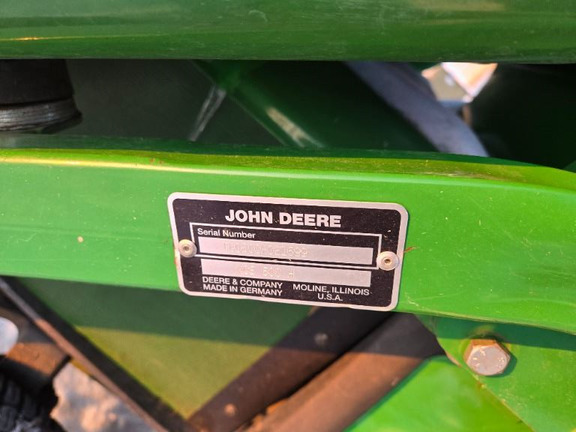 JOHN DEERE
Serial Number
DEERE & COMPANY MOLINE, ILLINOIS
MADE IN GERMANY U.S.A.